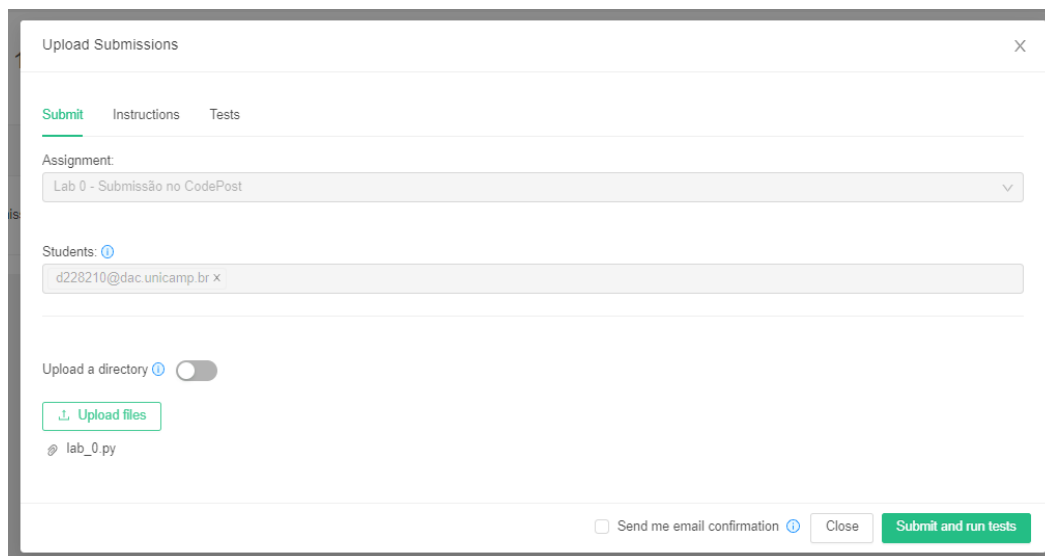 Upload Submissions
Submit Instructions Tests
Assignment:
Lab 0 - Submissão no CodePost
Students:
d228210@dac.unicamp.br ×
Upload a directory
Upload files
lab_0.py
Send me email confirmation Close Submit and run tests